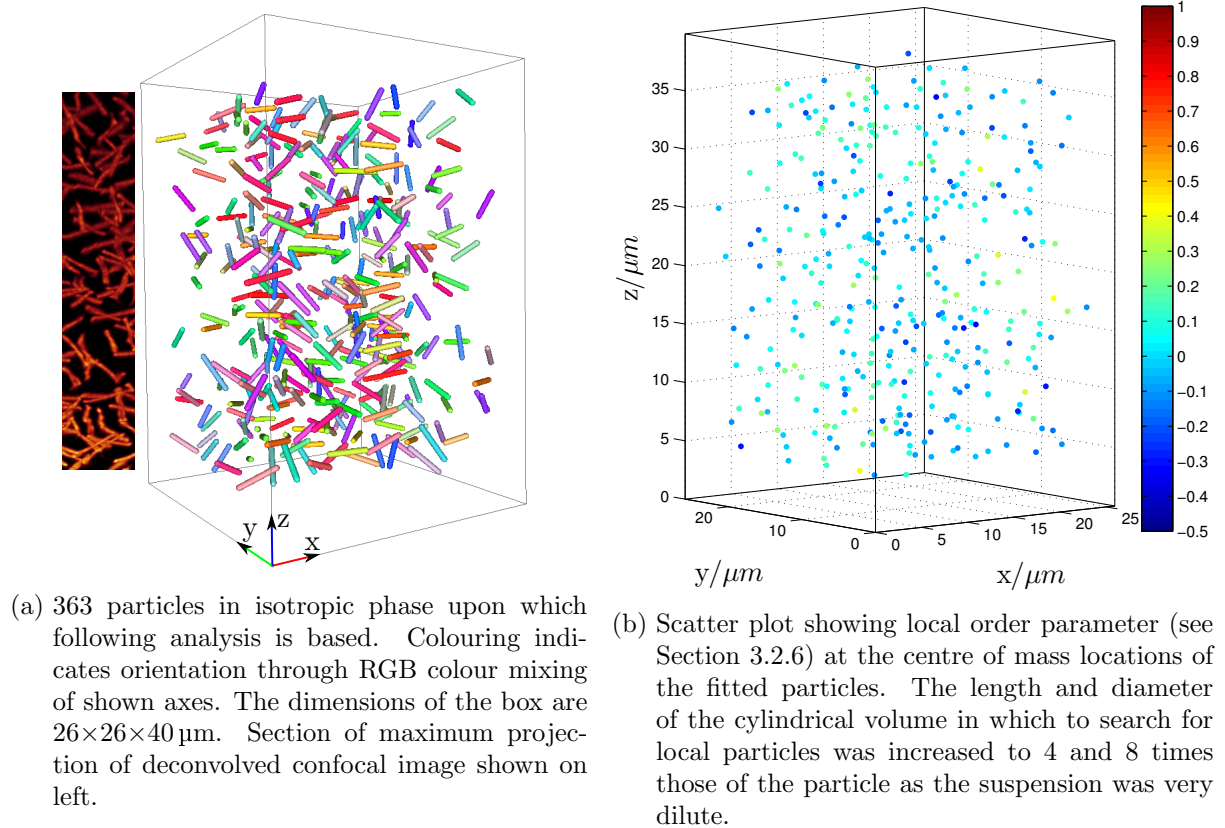 y
z
x
1
0.9
0.8
0.7
0.6
0.5
0.4
0.3
0.2
0.1
0
−0.1
−0.2
−0.3
−0.4
−0.5
35
30
25
20
15
10
5
0
z/µm
20
10
0
y/µm
0
5
10
15
20
25
x/µm
(a) 363 particles in isotropic phase upon which
following analysis is based. Colouring indi-
cates orientation through RGB colour mixing
of shown axes. The dimensions of the box are
26×26×40 µm. Section of maximum projec-
tion of deconvolved confocal image shown on
left.
(b) Scatter plot showing local order parameter (see
Section 3.2.6) at the centre of mass locations of
the fitted particles. The length and diameter
of the cylindrical volume in which to search for
local particles was increased to 4 and 8 times
those of the particle as the suspension was very
dilute.